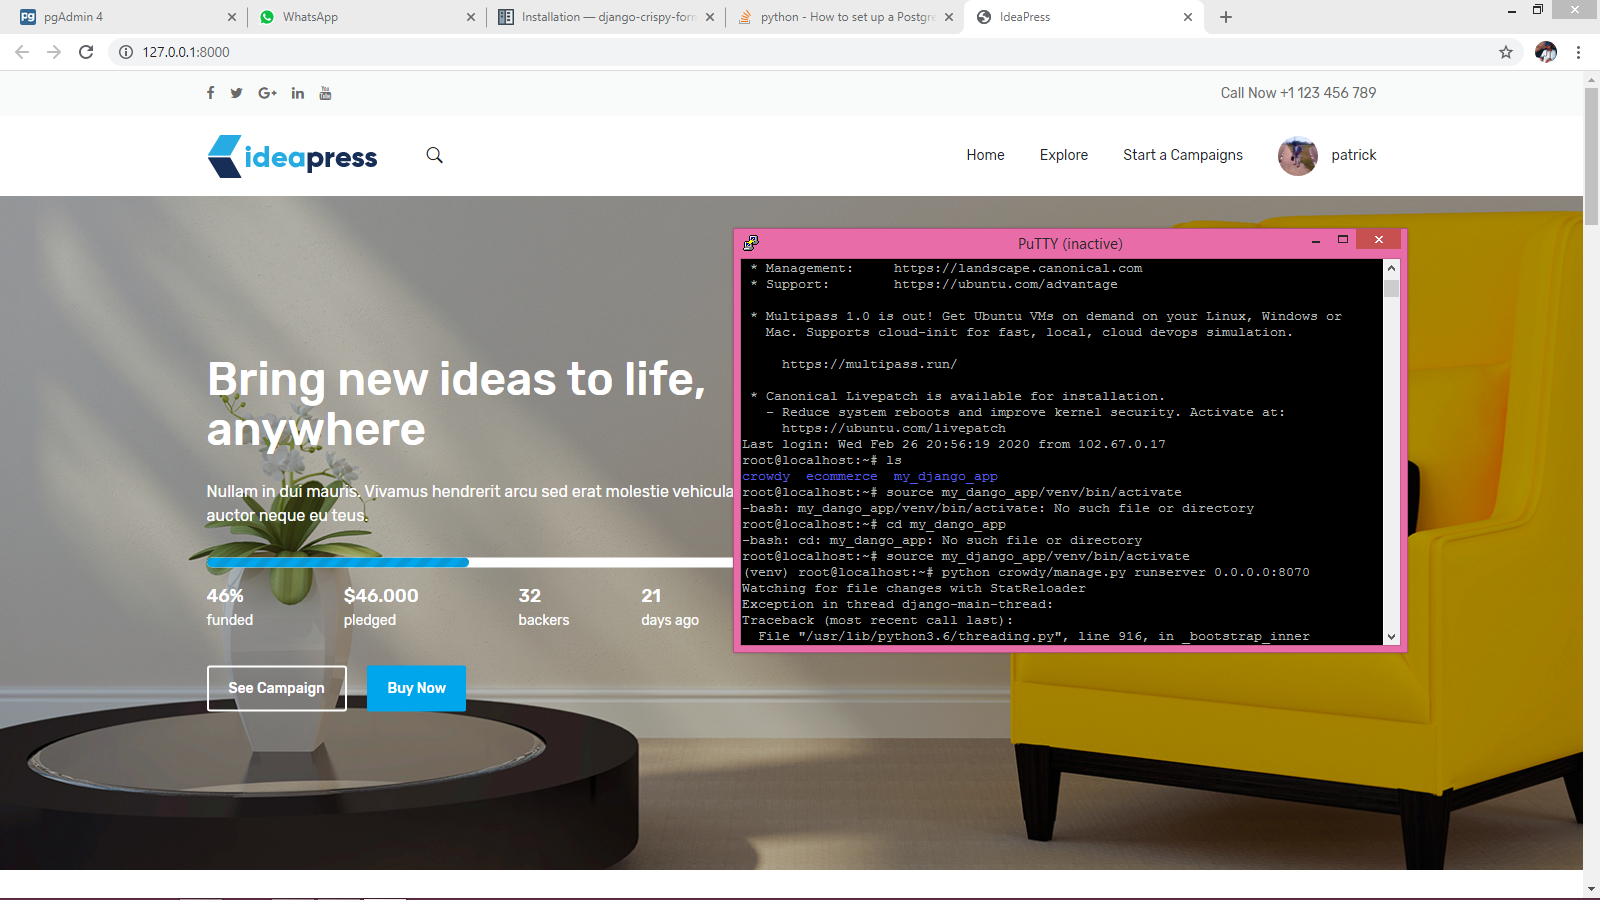 pgAdmin 4
WhatsApp
Installation — django-crispy-forn
python - How to set up a Postgre
IdeaPress
127.0.0.1:8000
Call Now +1 123 456 789
ideapress
Home
Explore
Start a Campaigns
patrick
Bring new ideas to life,
anywhere
Nullam in dui mauris. Vivamus hendrerit arcu sed erat molestie vehicula
auctor neque eu teus.
46%
funded
$46.000
pledged
32
backers
21
days ago
See Campaign
Buy Now
PuTTY (inactive)
* Management:     https://landscape.canonical.com
* Support:        https://ubuntu.com/advantage
* Multipass 1.0 is out! Get Ubuntu VMs on demand on your Linux, Windows or
Mac. Supports cloud-init for fast, local, cloud devops simulation.
https://multipass.run/
* Canonical Livepatch is available for installation.
- Reduce system reboots and improve kernel security. Activate at:
https://ubuntu.com/livepatch
Last login: Wed Feb 26 20:56:19 2020 from 102.67.0.17
root@localhost:~# ls
crowdy  ecommerce  my_django_app
root@localhost:~# source my_dango_app/venv/bin/activate
-bash: my_dango_app/venv/bin/activate: No such file or directory
root@localhost:~# cd my_dango_app
-bash: cd: my_dango_app: No such file or directory
root@localhost:~# source my_django_app/venv/bin/activate
(venv) root@localhost:~# python crowdy/manage.py runserver 0.0.0.0:8070
Watching for file changes with StatReloader
Exception in thread django-main-thread:
Traceback (most recent call last):
File "/usr/lib/python3.6/threading.py", line 916, in _bootstrap_inner